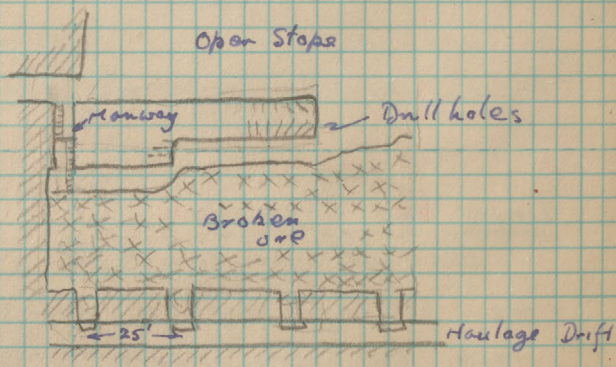 Open Stope
Manway
Drill holes
Broken
ore
25'
Haulage Drift